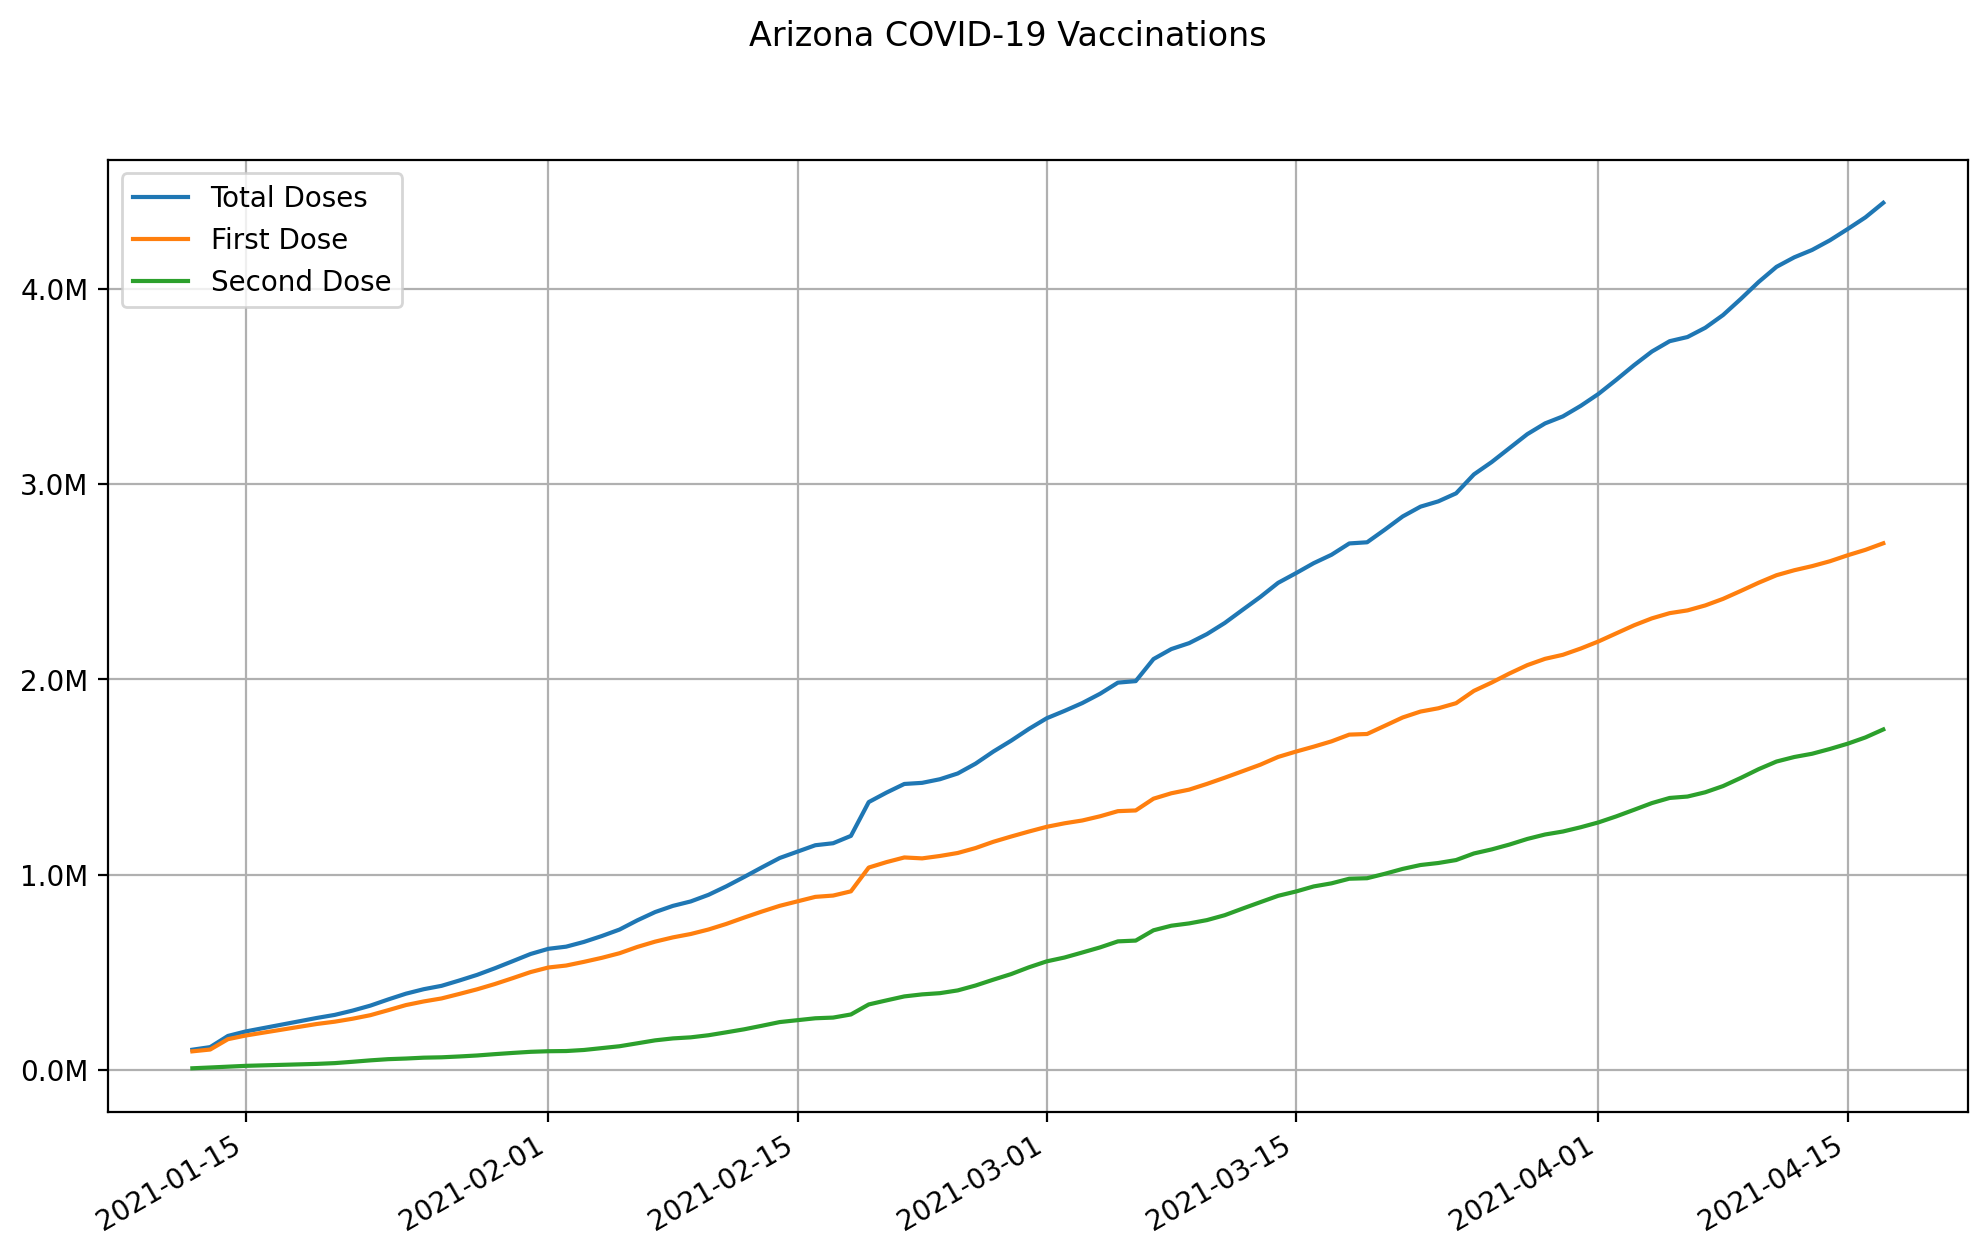 Arizona COVID-19 Vaccinations
Total Doses
First Dose
Second Dose
4.0M
3.0M
2.0M
1.0M
0.0M
2021-01-15
2021-02-01
2021-02-15
2021-03-01
2021-03-15
2021-04-01
2021-04-15